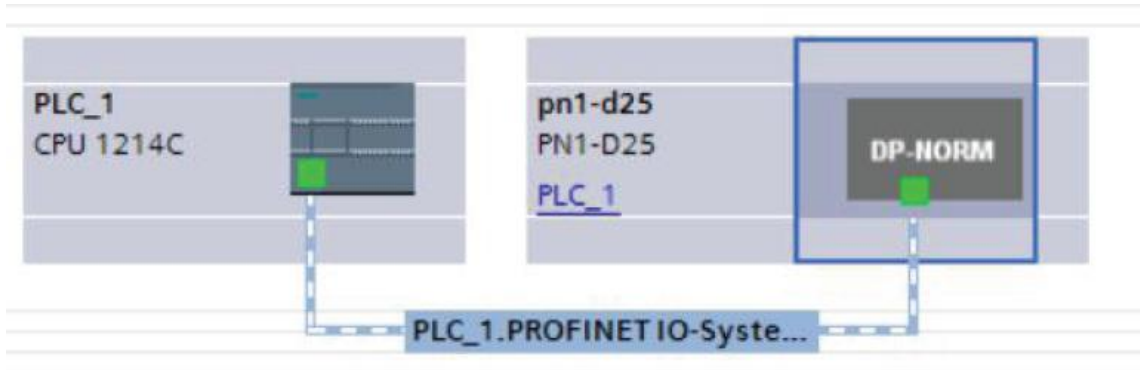 PLC_1
CPU 1214C
pn1-d25
PN1-D25
PLC_1
DP-NORM
PLC_1.PROFINET IO-Syste...